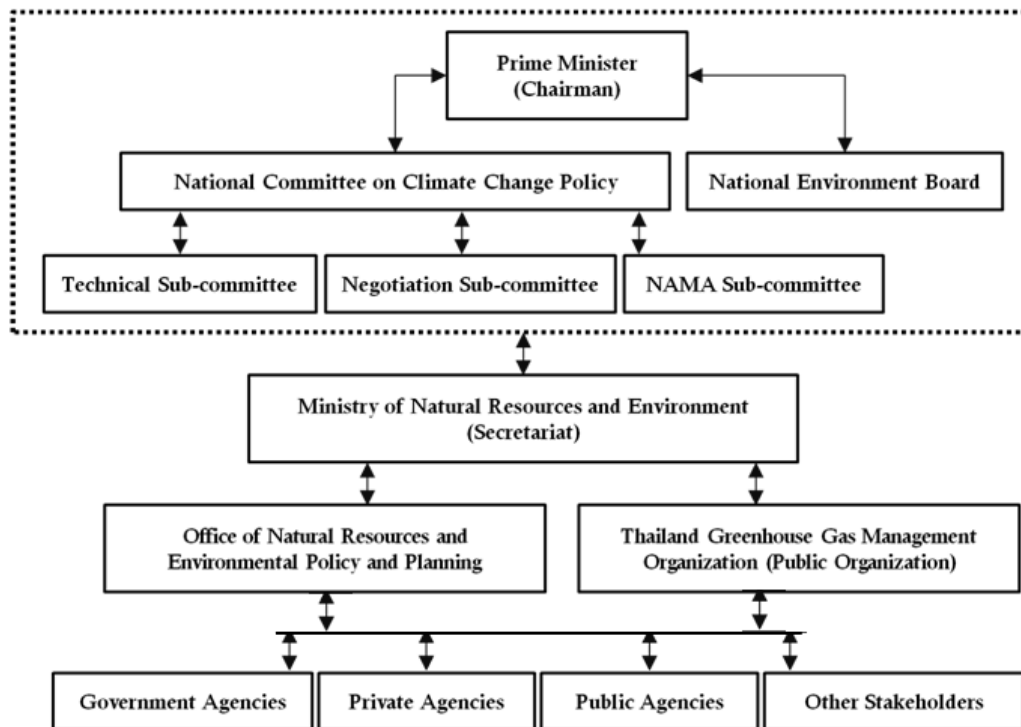 Prime Minister
(Chairman)
National Committee on Climate Change Policy
National Environment Board
Technical Sub-committee
Negotiation Sub-committee
NAMA Sub-committee
Ministry of Natural Resources and Environment
(Secretariat)
Office of Natural Resources and
Environmental Policy and Planning
Thailand Greenhouse Gas Management
Organization (Public Organization)
Government Agencies
Private Agencies
Public Agencies
Other Stakeholders